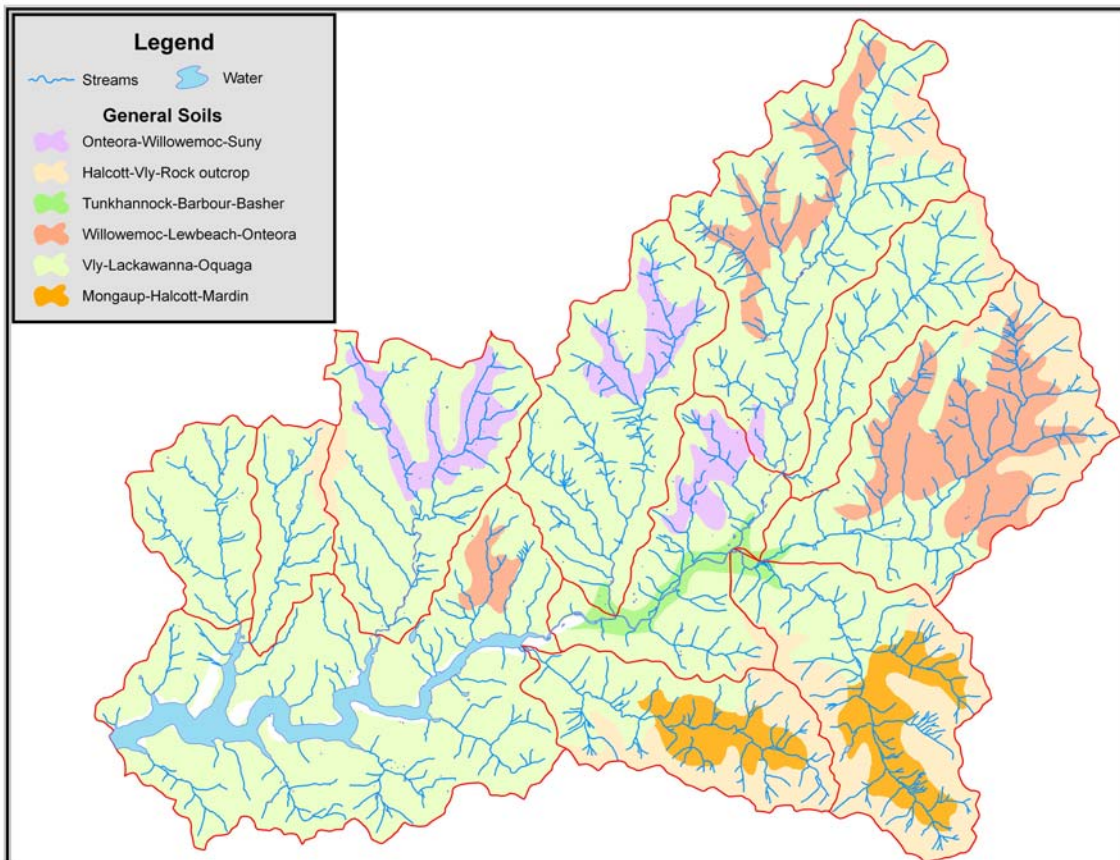 Legend
Streams Water
General Soils
Onteora-Willowemoc-Suny
Halcott-Vly-Rock outcrop
Tunkhannock-Barbour-Basher
Willowemoc-Lewbeach-Onteora
Vly-Lackawanna-Oquaga
Mongaup-Halcott-Mardin